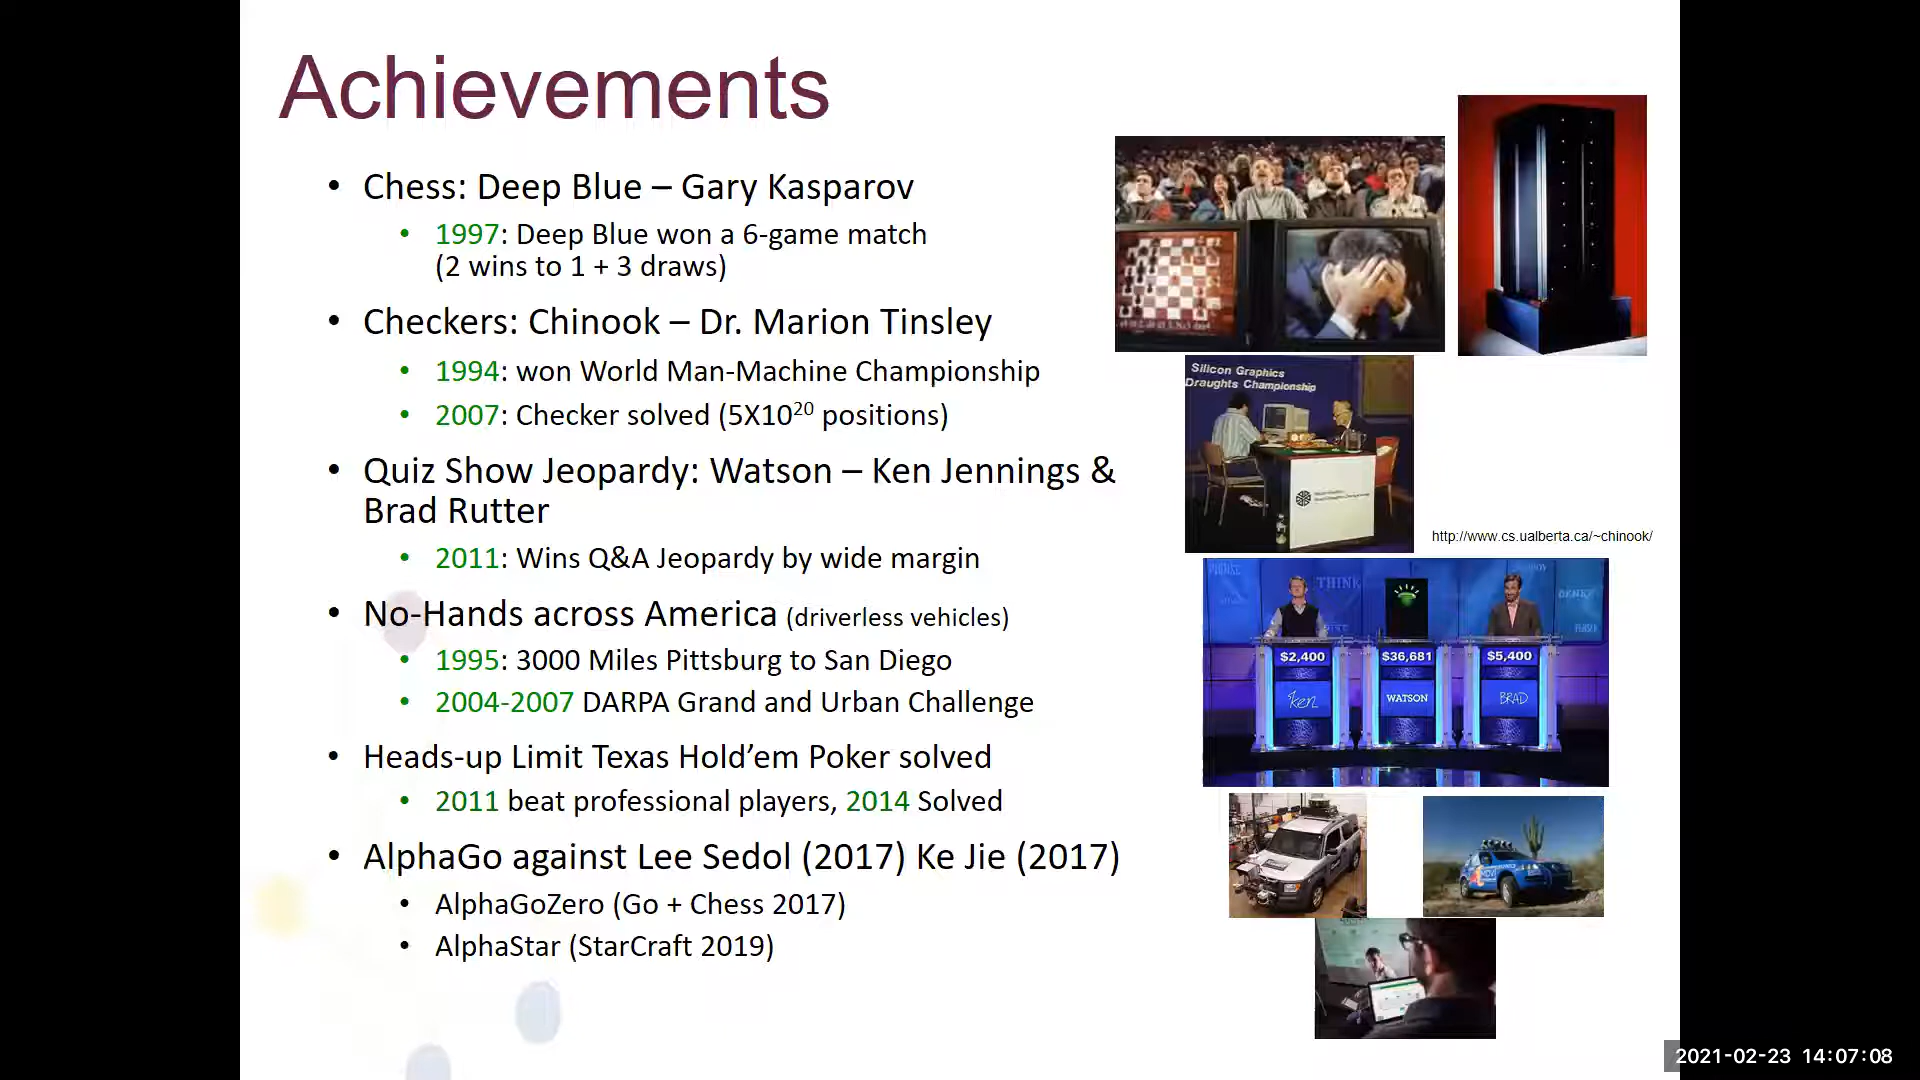 Achievements
• Chess: Deep Blue – Gary Kasparov
• 1997: Deep Blue won a 6-game match
(2 wins to 1 + 3 draws)
• Checkers: Chinook – Dr. Marion Tinsley
• 1994: won World Man-Machine Championship
• 2007: Checker solved (5X10²⁰ positions)
• Quiz Show Jeopardy: Watson – Ken Jennings &
Brad Rutter
• 2011: Wins Q&A Jeopardy by wide margin
• No-Hands across America (driverless vehicles)
• 1995: 3000 Miles Pittsburg to San Diego
• 2004-2007 DARPA Grand and Urban Challenge
• Heads-up Limit Texas Hold’em Poker solved
• 2011 beat professional players, 2014 Solved
• AlphaGo against Lee Sedol (2017) Ke Jie (2017)
• AlphaGoZero (Go + Chess 2017)
• AlphaStar (StarCraft 2019)
Silicon Graphics
Draughts Championship
http://www.cs.ualberta.ca/~chinook/
THINK
$2,400 $36,681 $5,400
Ken WATSON BRAD
2021-02-23 14:07:08